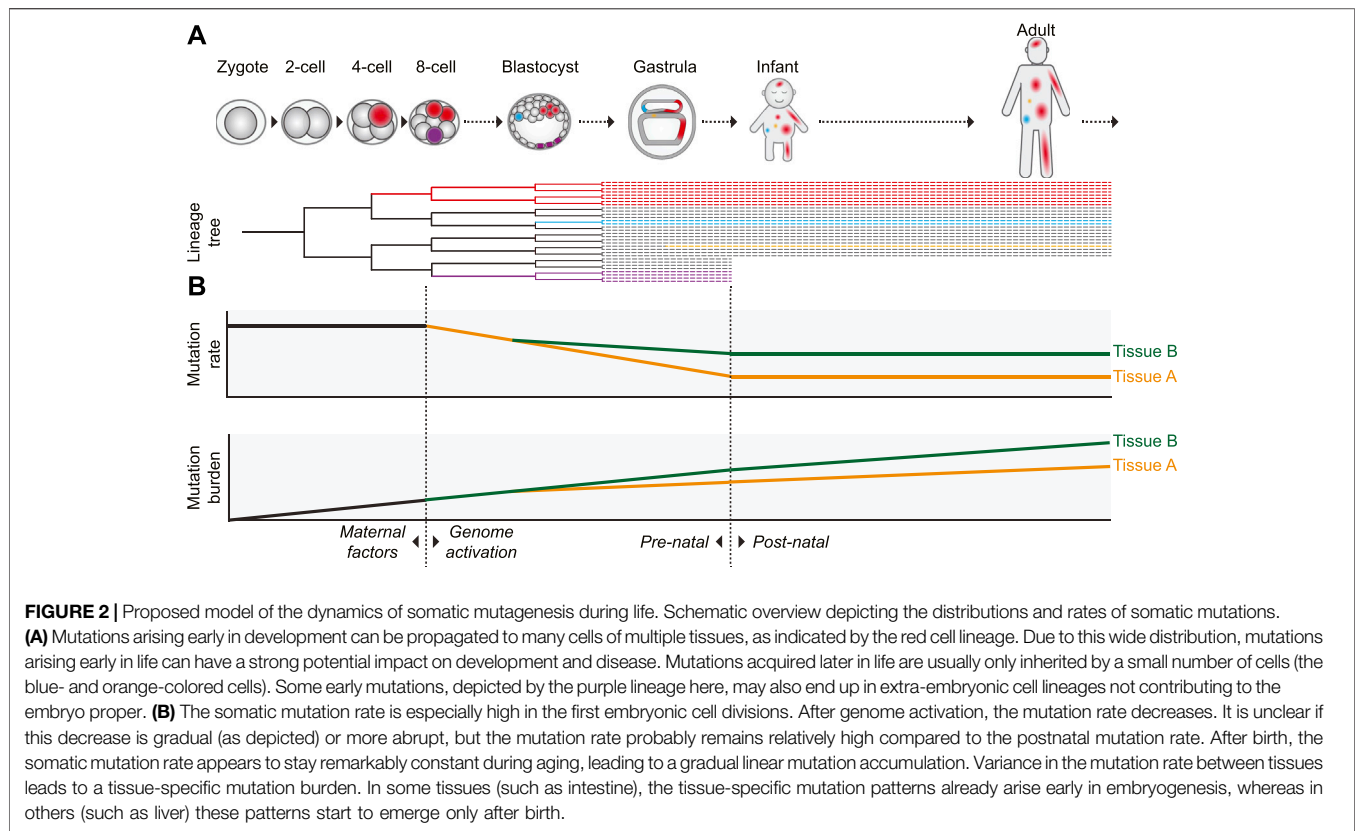 A
Adult
Zygote 2-cell 4-cell 8-cell Blastocyst Gastrula Infant
Lineage
tree
B
Mutation
rate
Tissue B
Tissue A
Mutation
burden
Tissue B
Tissue A
Maternal
factors
Genome
activation
Pre-natal
Post-natal
FIGURE 2 | Proposed model of the dynamics of somatic mutagenesis during life. Schematic overview depicting the distributions and rates of somatic mutations.
(A) Mutations arising early in development can be propagated to many cells of multiple tissues, as indicated by the red cell lineage. Due to this wide distribution, mutations
arising early in life can have a strong potential impact on development and disease. Mutations acquired later in life are usually only inherited by a small number of cells (the
blue- and orange-colored cells). Some early mutations, depicted by the purple lineage here, may also end up in extra-embryonic cell lineages not contributing to the
embryo proper. (B) The somatic mutation rate is especially high in the first embryonic cell divisions. After genome activation, the mutation rate decreases. It is unclear if
this decrease is gradual (as depicted) or more abrupt, but the mutation rate probably remains relatively high compared to the postnatal mutation rate. After birth, the
somatic mutation rate appears to stay remarkably constant during aging, leading to a gradual linear mutation accumulation. Variance in the mutation rate between tissues
leads to a tissue-specific mutation burden. In some tissues (such as intestine), the tissue-specific mutation patterns already arise early in embryogenesis, whereas in
others (such as liver) these patterns start to emerge only after birth.